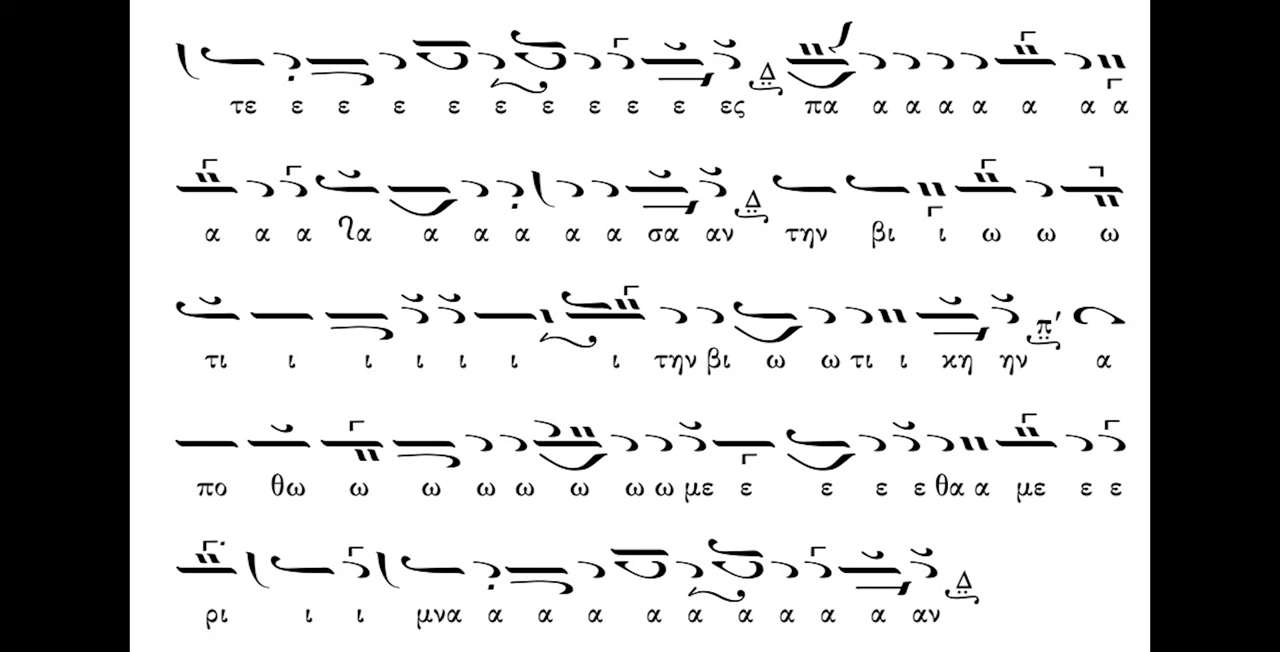 τε ε ε ε ε ε ε ε ε ε ες Δ πα α α α α α α α
α α α λα α α α α α σα αν Δ την βι ι ω ω ω
τι ι ι ι ι ι ι την βι ω ω τι ι κη ην π΄ α
πο θω ω ω ω ω ω ω ω με ε ε ε ε θα α με ε ε
ρι ι ι μνα α α α α α α α α α αν Δ